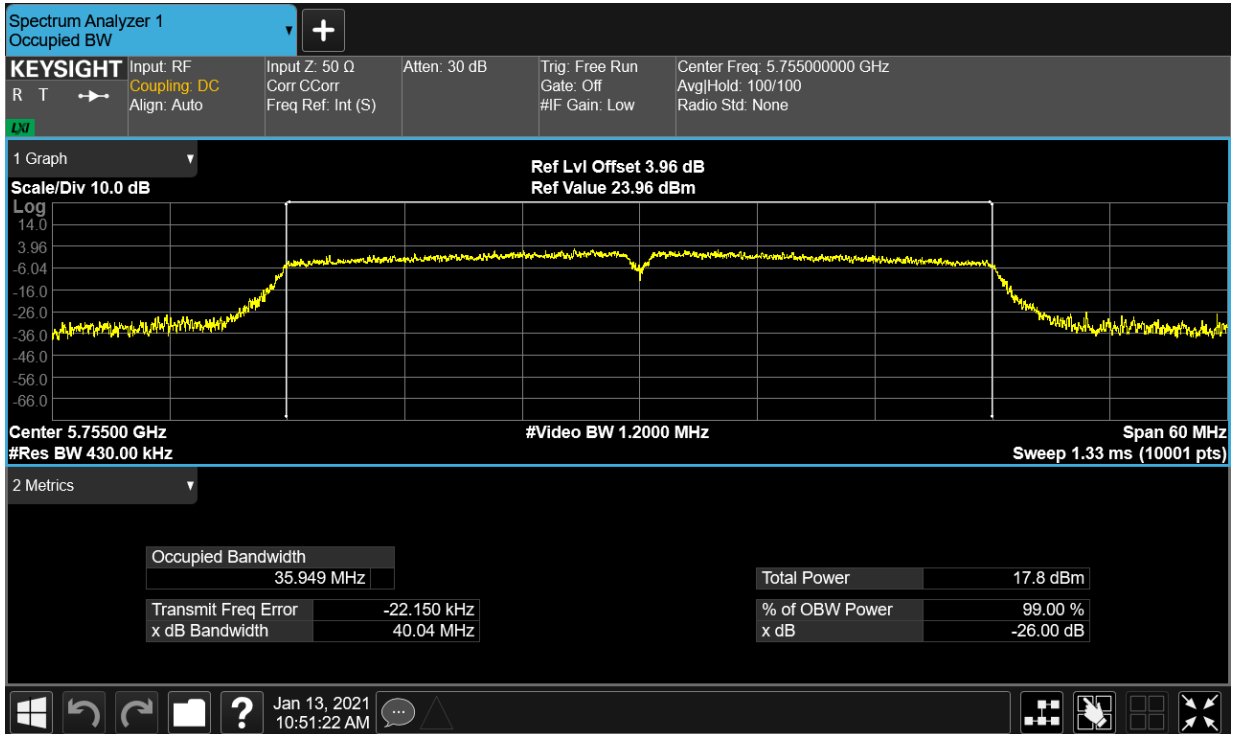 Spectrum Analyzer 1
Occupied BW
KEYSIGHT
R T
LXI
Input: RF
Coupling: DC
Align: Auto
Input Z: 50 Ω
Corr CCorr
Freq Ref: Int (S)
Atten: 30 dB
Trig: Free Run
Gate: Off
#IF Gain: Low
Center Freq: 5.755000000 GHz
Avg|Hold: 100/100
Radio Std: None
1 Graph
Scale/Div 10.0 dB
Ref Lvl Offset 3.96 dB
Ref Value 23.96 dBm
Log
14.0
3.96
-6.04
-16.0
-26.0
-36.0
-46.0
-56.0
-66.0
Center 5.75500 GHz
#Video BW 1.2000 MHz
Span 60 MHz
#Res BW 430.00 kHz
Sweep 1.33 ms (10001 pts)
2 Metrics
Occupied Bandwidth
35.949 MHz
Total Power 17.8 dBm
Transmit Freq Error -22.150 kHz
% of OBW Power 99.00 %
x dB Bandwidth 40.04 MHz
x dB -26.00 dB
?
Jan 13, 2021
10:51:22 AM